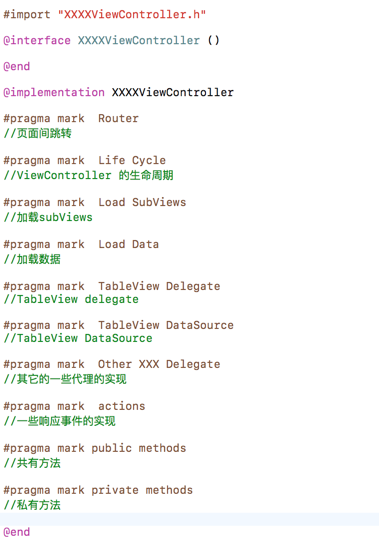 #import "XXXXViewController.h"
@interface XXXXViewController ()
@end
@implementation XXXXViewController
#pragma mark  Router
//页面间跳转
#pragma mark  Life Cycle
//ViewController 的生命周期
#pragma mark  Load SubViews
//加载subViews
#pragma mark  Load Data
//加载数据
#pragma mark  TableView Delegate
//TableView delegate
#pragma mark  TableView DataSource
//TableView DataSource
#pragma mark  Other XXX Delegate
//其它的一些代理的实现
#pragma mark  actions
//一些响应事件的实现
#pragma mark public methods
//共有方法
#pragma mark private methods
//私有方法
@end